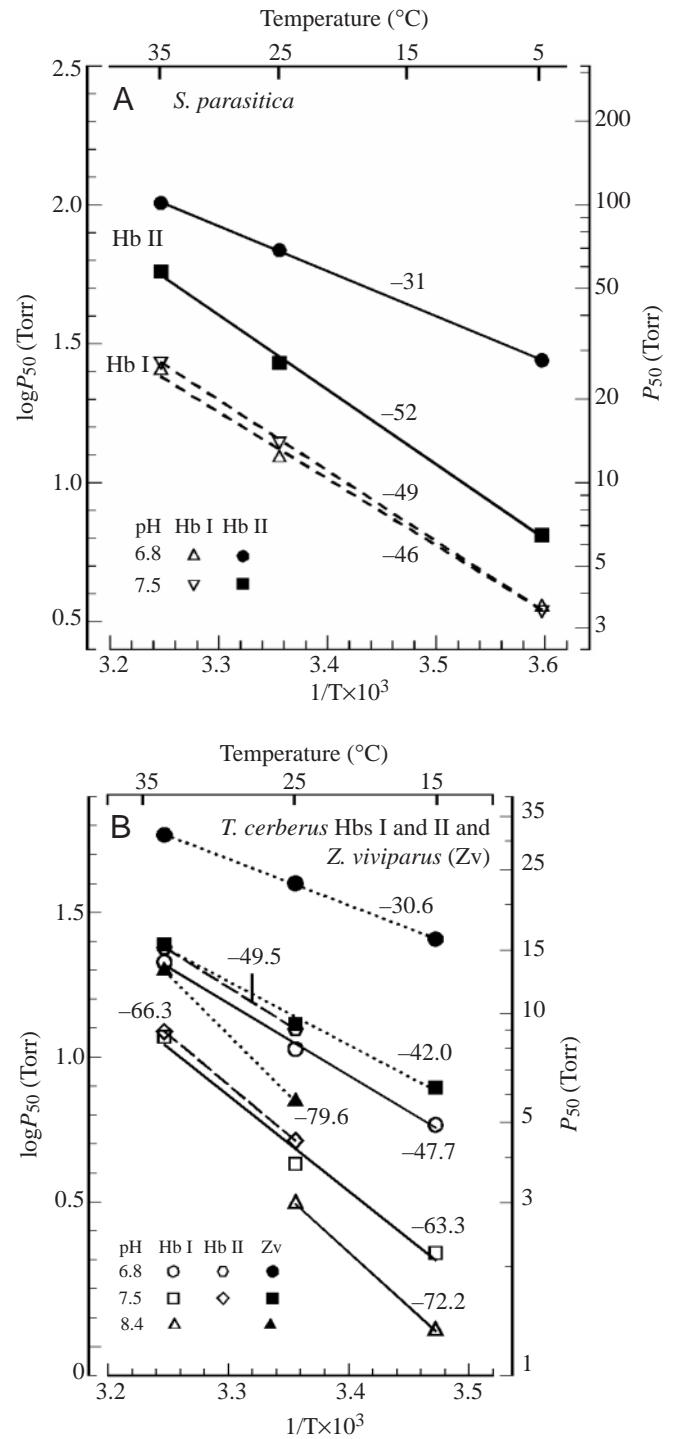 Temperature (°C)
35 25 15 5
A S. parasitica
2.5
2.0
1.5
1.0
0.5
logP50 (Torr)
200
100
50
20
10
5
3
P50 (Torr)
Hb II
Hb I
–31
–52
–49
–46
pH Hb I Hb II
6.8
7.5
3.2 3.3 3.4 3.5 3.6
1/T×10³
Temperature (°C)
35 25 15
B T. cerberus Hbs I and II and
Z. viviparus (Zv)
1.5
1.0
0.5
0
logP50 (Torr)
35
25
15
10
5
3
1
P50 (Torr)
–30.6
–49.5
–66.3
–42.0
–79.6
–47.7
–63.3
–72.2
pH Hb I Hb II Zv
6.8
7.5
8.4
3.2 3.3 3.4 3.5
1/T×10³